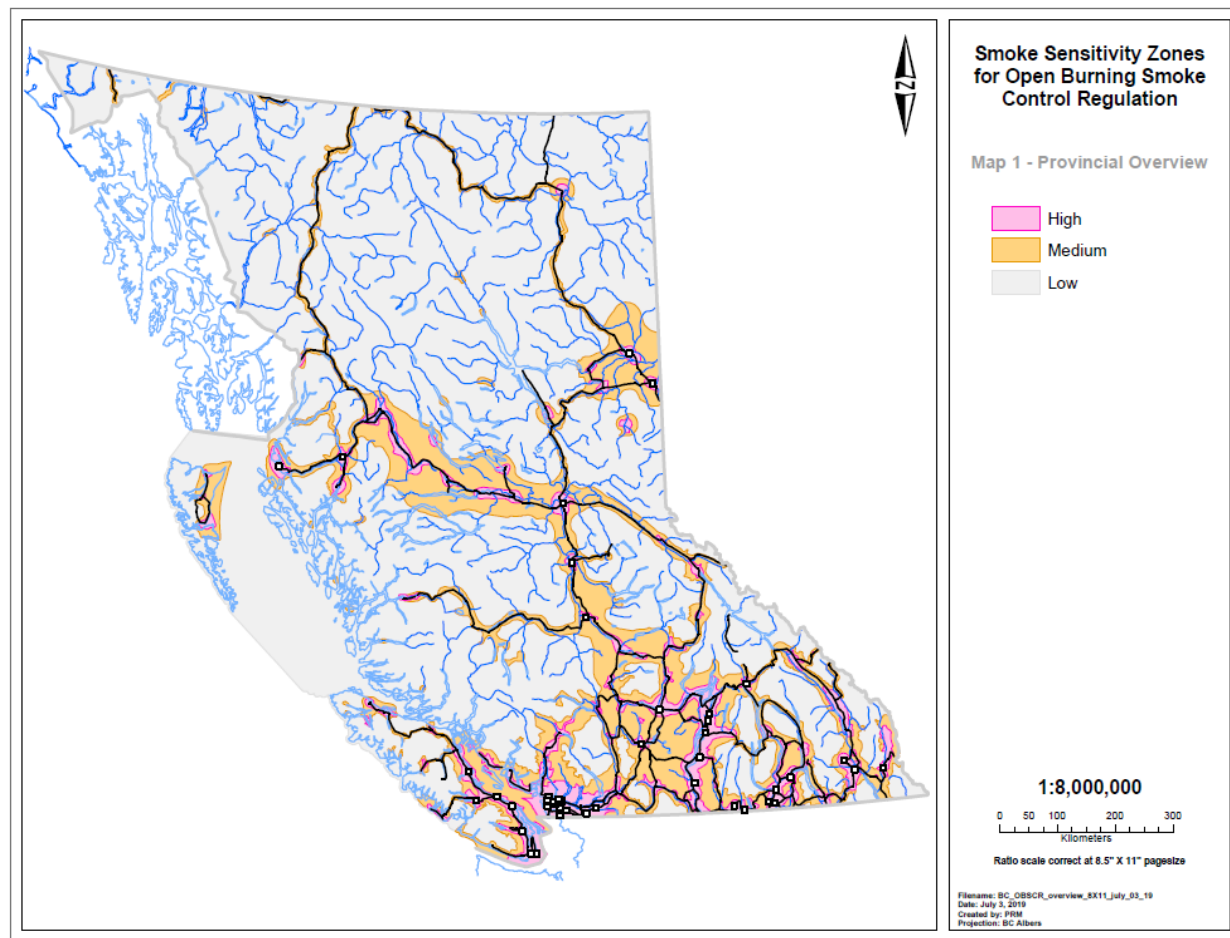 Smoke Sensitivity Zones
for Open Burning Smoke
Control Regulation
Map 1 - Provincial Overview
High
Medium
Low
N
1:8,000,000
0 50 100 200 300
Kilometers
Ratio scale correct at 8.5" X 11" pagesize
Filename: BC_OBSCR_overview_8X11_july_03_19
Date: July 3, 2019
Created by: PRM
Projection: BC Albers